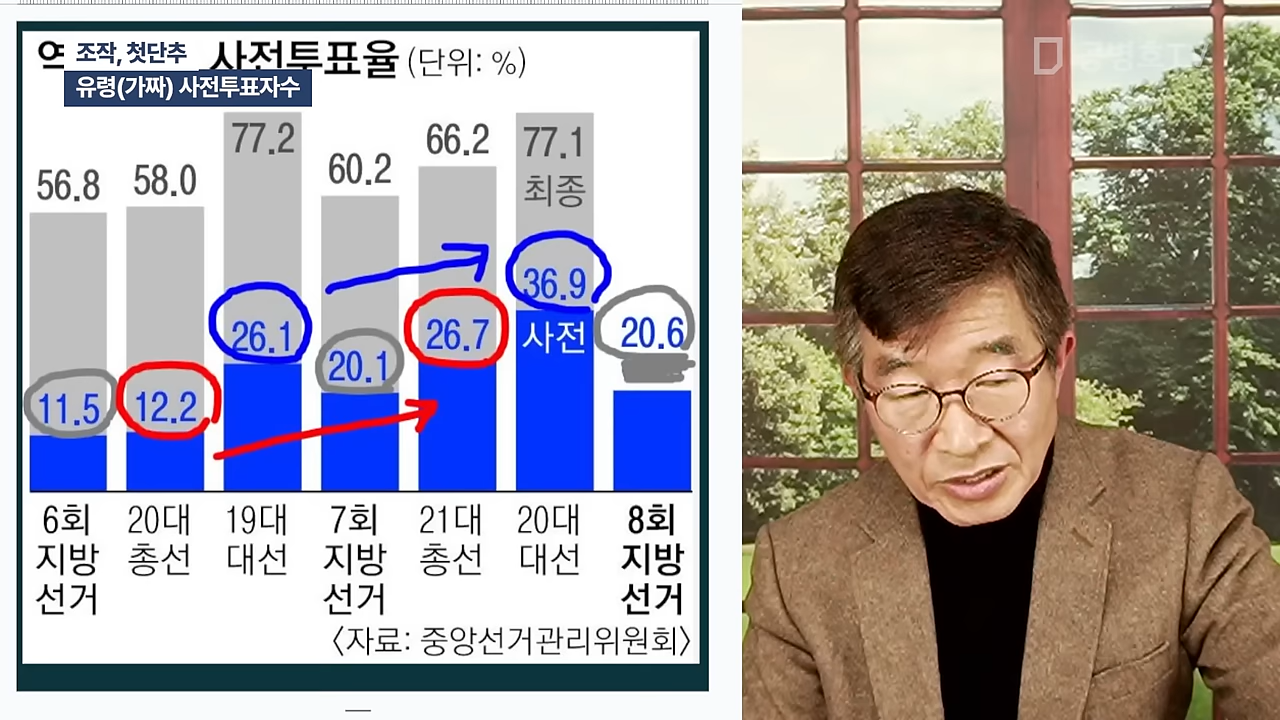 역
조작, 첫단추
사전투표율 (단위: %)
유령(가짜) 사전투표자수
56.8
58.0
77.2
60.2
66.2
77.1
최종
11.5
12.2
26.1
20.1
26.7
36.9
사전
20.6
6회
지방
선거
20대
총선
19대
대선
7회
지방
선거
21대
총선
20대
대선
8회
지방
선거
〈자료: 중앙선거관리위원회〉